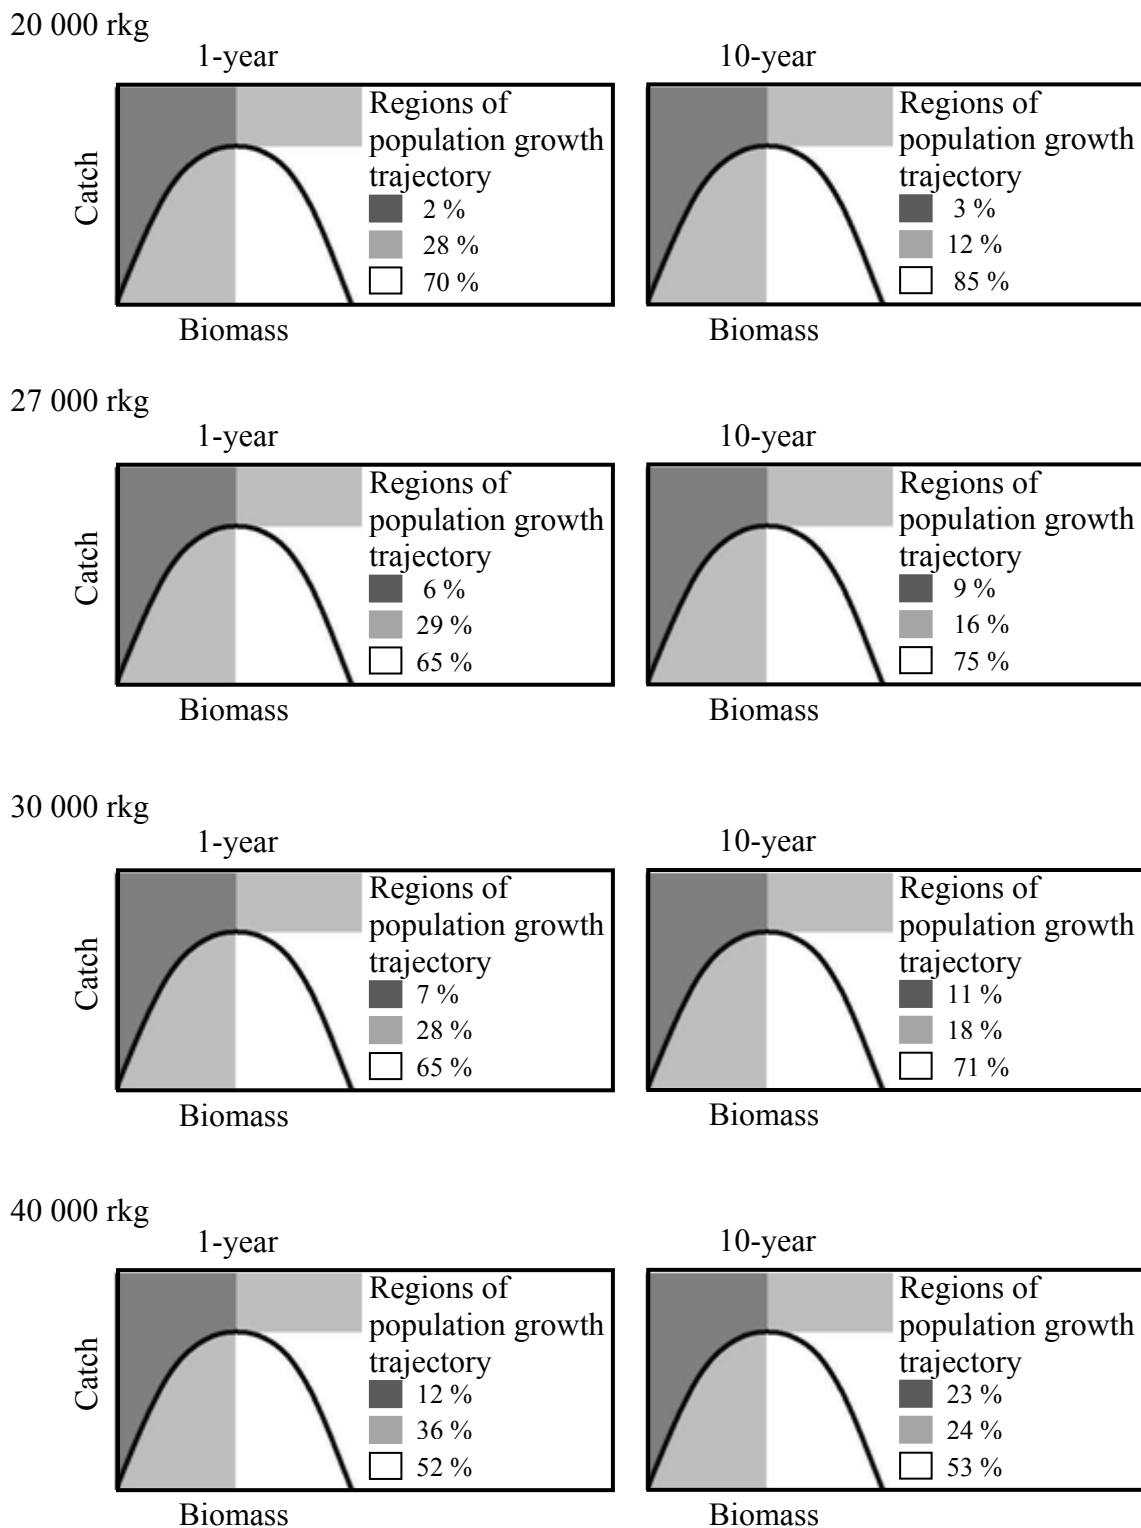 20 000 rkg
1-year
Catch
Regions of
population growth
trajectory
2 %
28 %
70 %
Biomass
10-year
Regions of
population growth
trajectory
3 %
12 %
85 %
Biomass
27 000 rkg
1-year
Catch
Regions of
population growth
trajectory
6 %
29 %
65 %
Biomass
10-year
Regions of
population growth
trajectory
9 %
16 %
75 %
Biomass
30 000 rkg
1-year
Catch
Regions of
population growth
trajectory
7 %
28 %
65 %
Biomass
10-year
Regions of
population growth
trajectory
11 %
18 %
71 %
Biomass
40 000 rkg
1-year
Catch
Regions of
population growth
trajectory
12 %
36 %
52 %
Biomass
10-year
Regions of
population growth
trajectory
23 %
24 %
53 %
Biomass